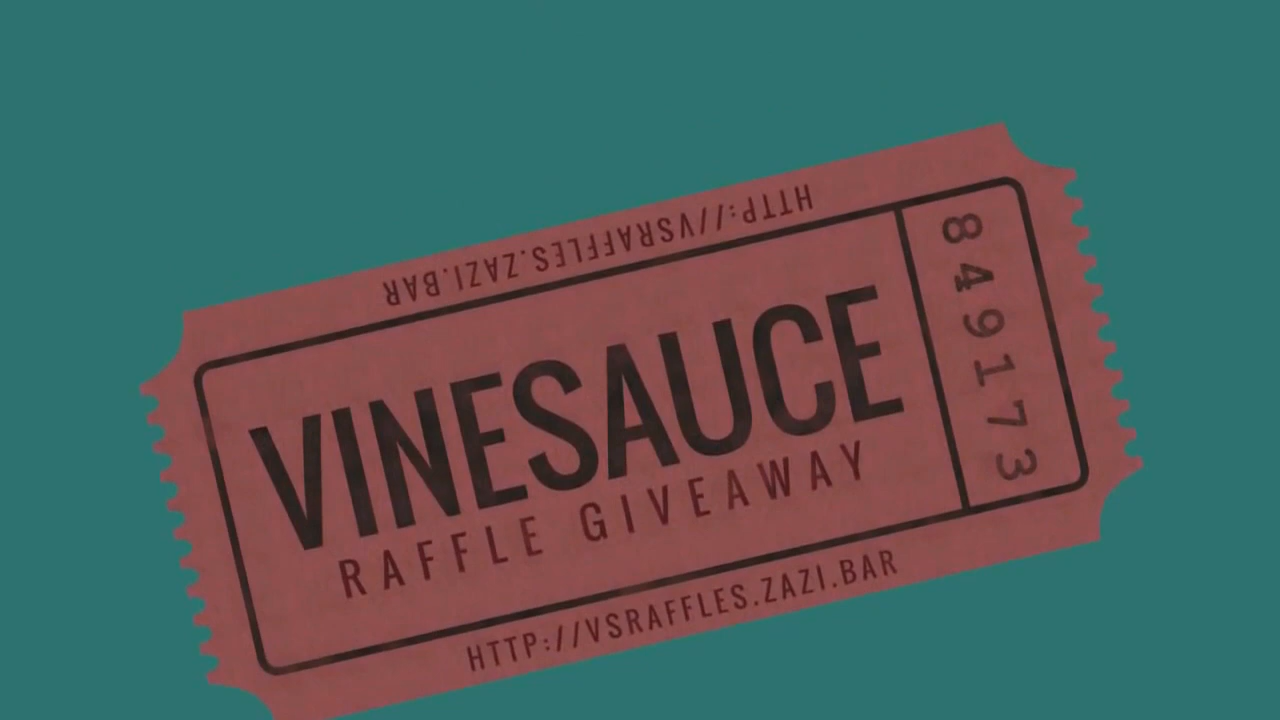 HTTP://VSRAFFLES.ZAZI.BAR
VINESAUCE
RAFFLE GIVEAWAY
849173
HTTP://VSRAFFLES.ZAZI.BAR